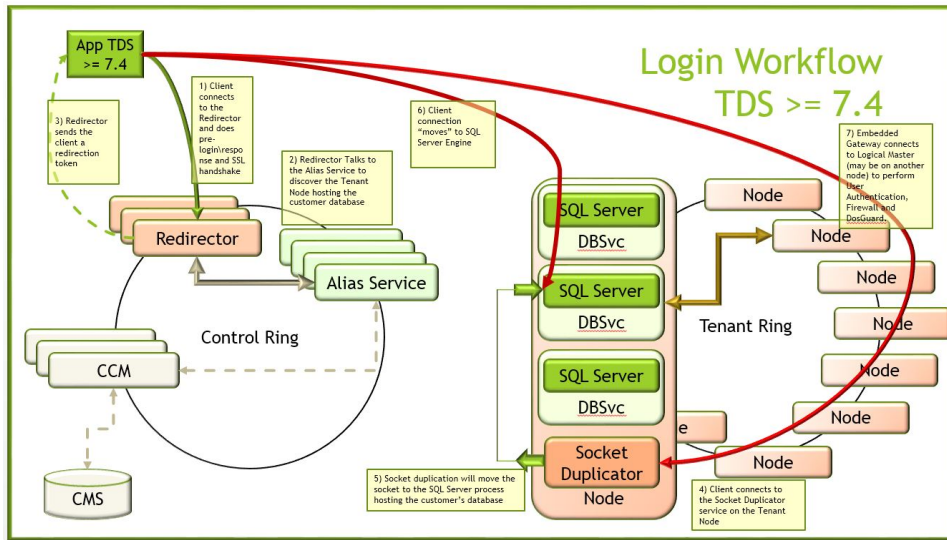 Login Workflow
TDS >= 7.4
App TDS
>= 7.4
1) Client
connects
to the
Redirector
and does
pre-
login\respo
nse and SSL
handshake
3) Redirector
sends the
client a
redirection
token
2) Redirector Talks to
the Alias Service to
discover the Tenant
Node hosting the
customer database
6) Client
connection
“moves” to SQL
Server Engine
7) Embedded
Gateway connects
to Logical Master
(may be on another
node) to perform
User
Authentication,
Firewall and
DosGuard.
Redirector
Alias Service
Control Ring
CCM
CMS
SQL Server
DBSvc
SQL Server
DBSvc
SQL Server
DBSvc
Socket
Duplicator
Node
Tenant Ring
Node
Node
Node
Node
Node
Node
Node
e
5) Socket duplication will move the
socket to the SQL Server process
hosting the customer’s database
4) Client connects to
the Socket Duplicator
service on the Tenant
Node